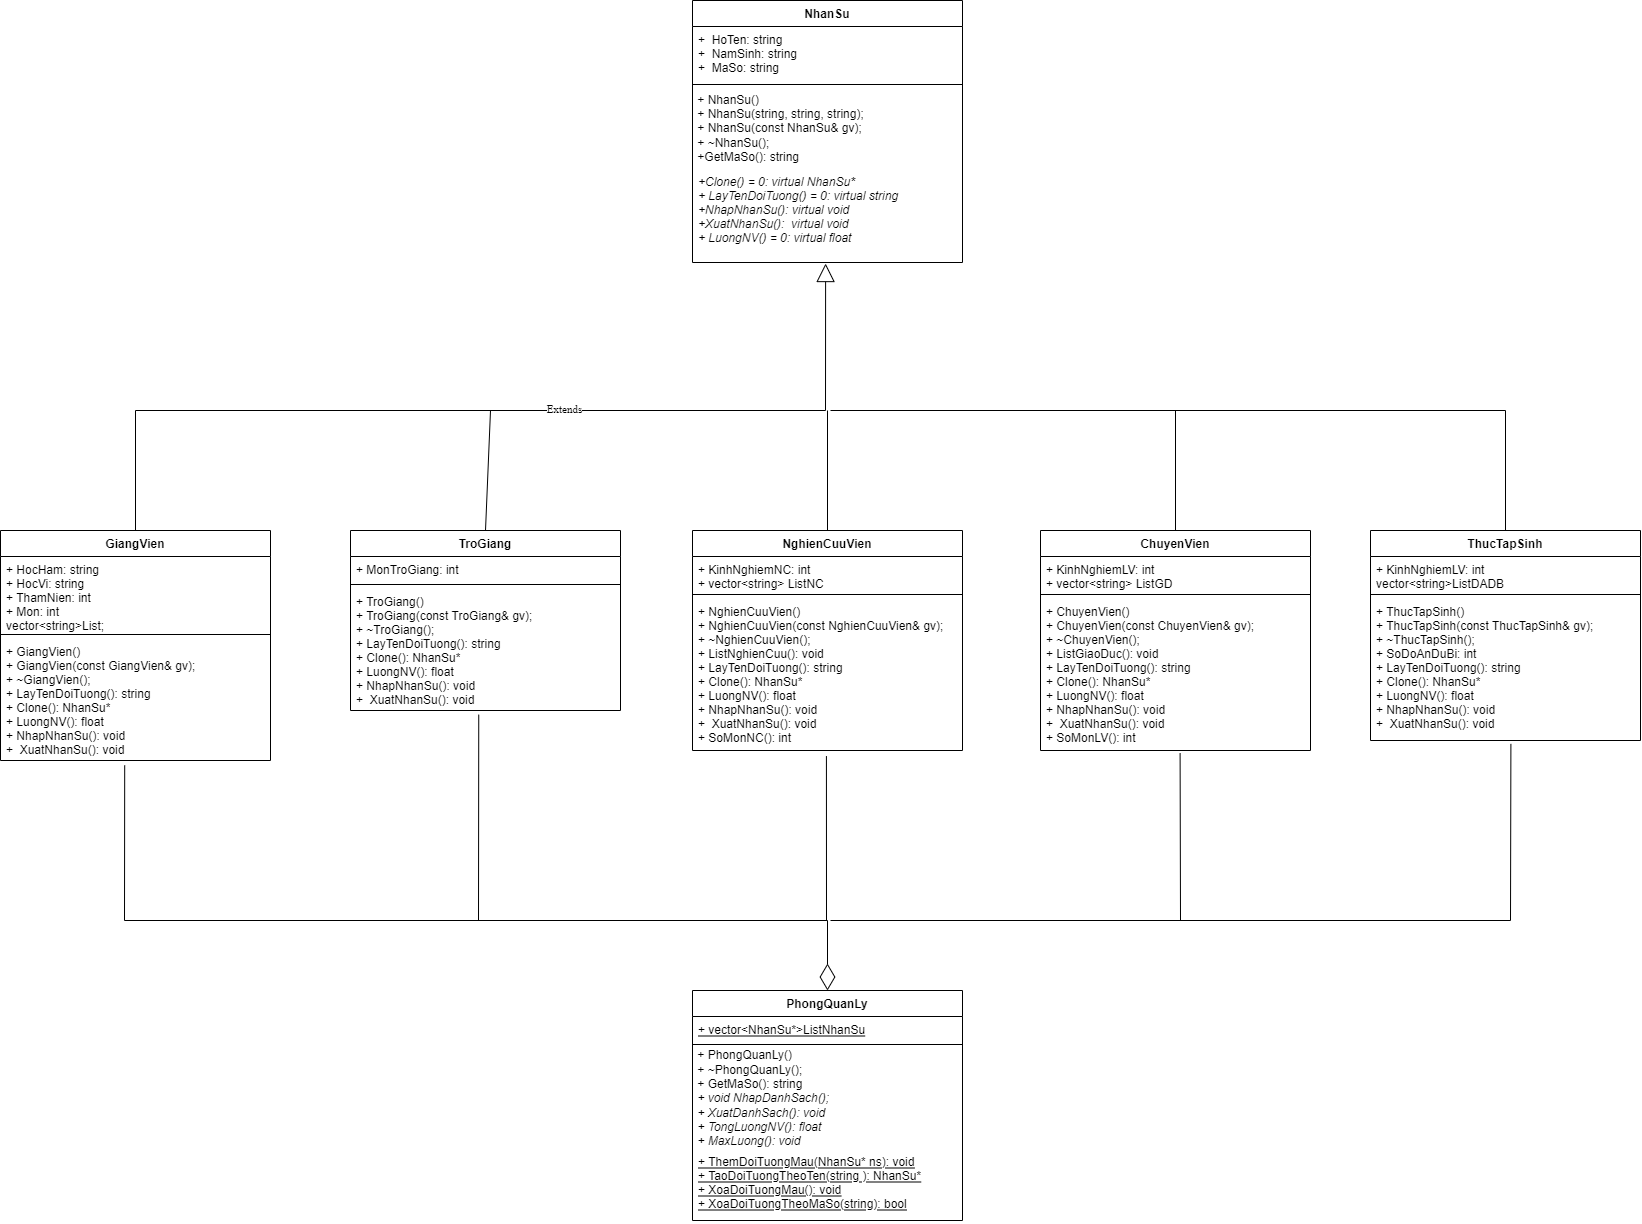 NhanSu
+ HoTen: string
+ NamSinh: string
+ MaSo: string
+ NhanSu()
+ NhanSu(string, string, string);
+ NhanSu(const NhanSu& gv);
+ ~NhanSu();
+GetMaSo(): string
+Clone() = 0: virtual NhanSu*
+ LayTenDoiTuong() = 0: virtual string
+NhapNhanSu(): virtual void
+XuatNhanSu(): virtual void
+ LuongNV() = 0: virtual float
Extends
GiangVien
+ HocHam: string
+ HocVi: string
+ ThamNien: int
+ Mon: int
vector<string>List;
+ GiangVien()
+ GiangVien(const GiangVien& gv);
+ ~GiangVien();
+ LayTenDoiTuong(): string
+ Clone(): NhanSu*
+ LuongNV(): float
+ NhapNhanSu(): void
+ XuatNhanSu(): void
TroGiang
+ MonTroGiang: int
+ TroGiang()
+ TroGiang(const TroGiang& gv);
+ ~TroGiang();
+ LayTenDoiTuong(): string
+ Clone(): NhanSu*
+ LuongNV(): float
+ NhapNhanSu(): void
+ XuatNhanSu(): void
NghienCuuVien
+ KinhNghiemNC: int
+ vector<string> ListNC
+ NghienCuuVien()
+ NghienCuuVien(const NghienCuuVien& gv);
+ ~NghienCuuVien();
+ ListNghienCuu(): void
+ LayTenDoiTuong(): string
+ Clone(): NhanSu*
+ LuongNV(): float
+ NhapNhanSu(): void
+ XuatNhanSu(): void
+ SoMonNC(): int
ChuyenVien
+ KinhNghiemLV: int
+ vector<string> ListGD
+ ChuyenVien()
+ ChuyenVien(const ChuyenVien& gv);
+ ~ChuyenVien();
+ ListGiaoDuc(): void
+ LayTenDoiTuong(): string
+ Clone(): NhanSu*
+ LuongNV(): float
+ NhapNhanSu(): void
+ XuatNhanSu(): void
+ SoMonLV(): int
ThucTapSinh
+ KinhNghiemLV: int
vector<string>ListDADB
+ ThucTapSinh()
+ ThucTapSinh(const ThucTapSinh& gv);
+ ~ThucTapSinh();
+ SoDoAnDuBi: int
+ LayTenDoiTuong(): string
+ Clone(): NhanSu*
+ LuongNV(): float
+ NhapNhanSu(): void
+ XuatNhanSu(): void
PhongQuanLy
+ vector<NhanSu*>ListNhanSu
+ PhongQuanLy()
+ ~PhongQuanLy();
+ GetMaSo(): string
+ void NhapDanhSach();
+ XuatDanhSach(): void
+ TongLuongNV(): float
+ MaxLuong(): void
+ ThemDoiTuongMau(NhanSu* ns): void
+ TaoDoiTuongTheoTen(string ): NhanSu*
+ XoaDoiTuongMau(): void
+ XoaDoiTuongTheoMaSo(string): bool